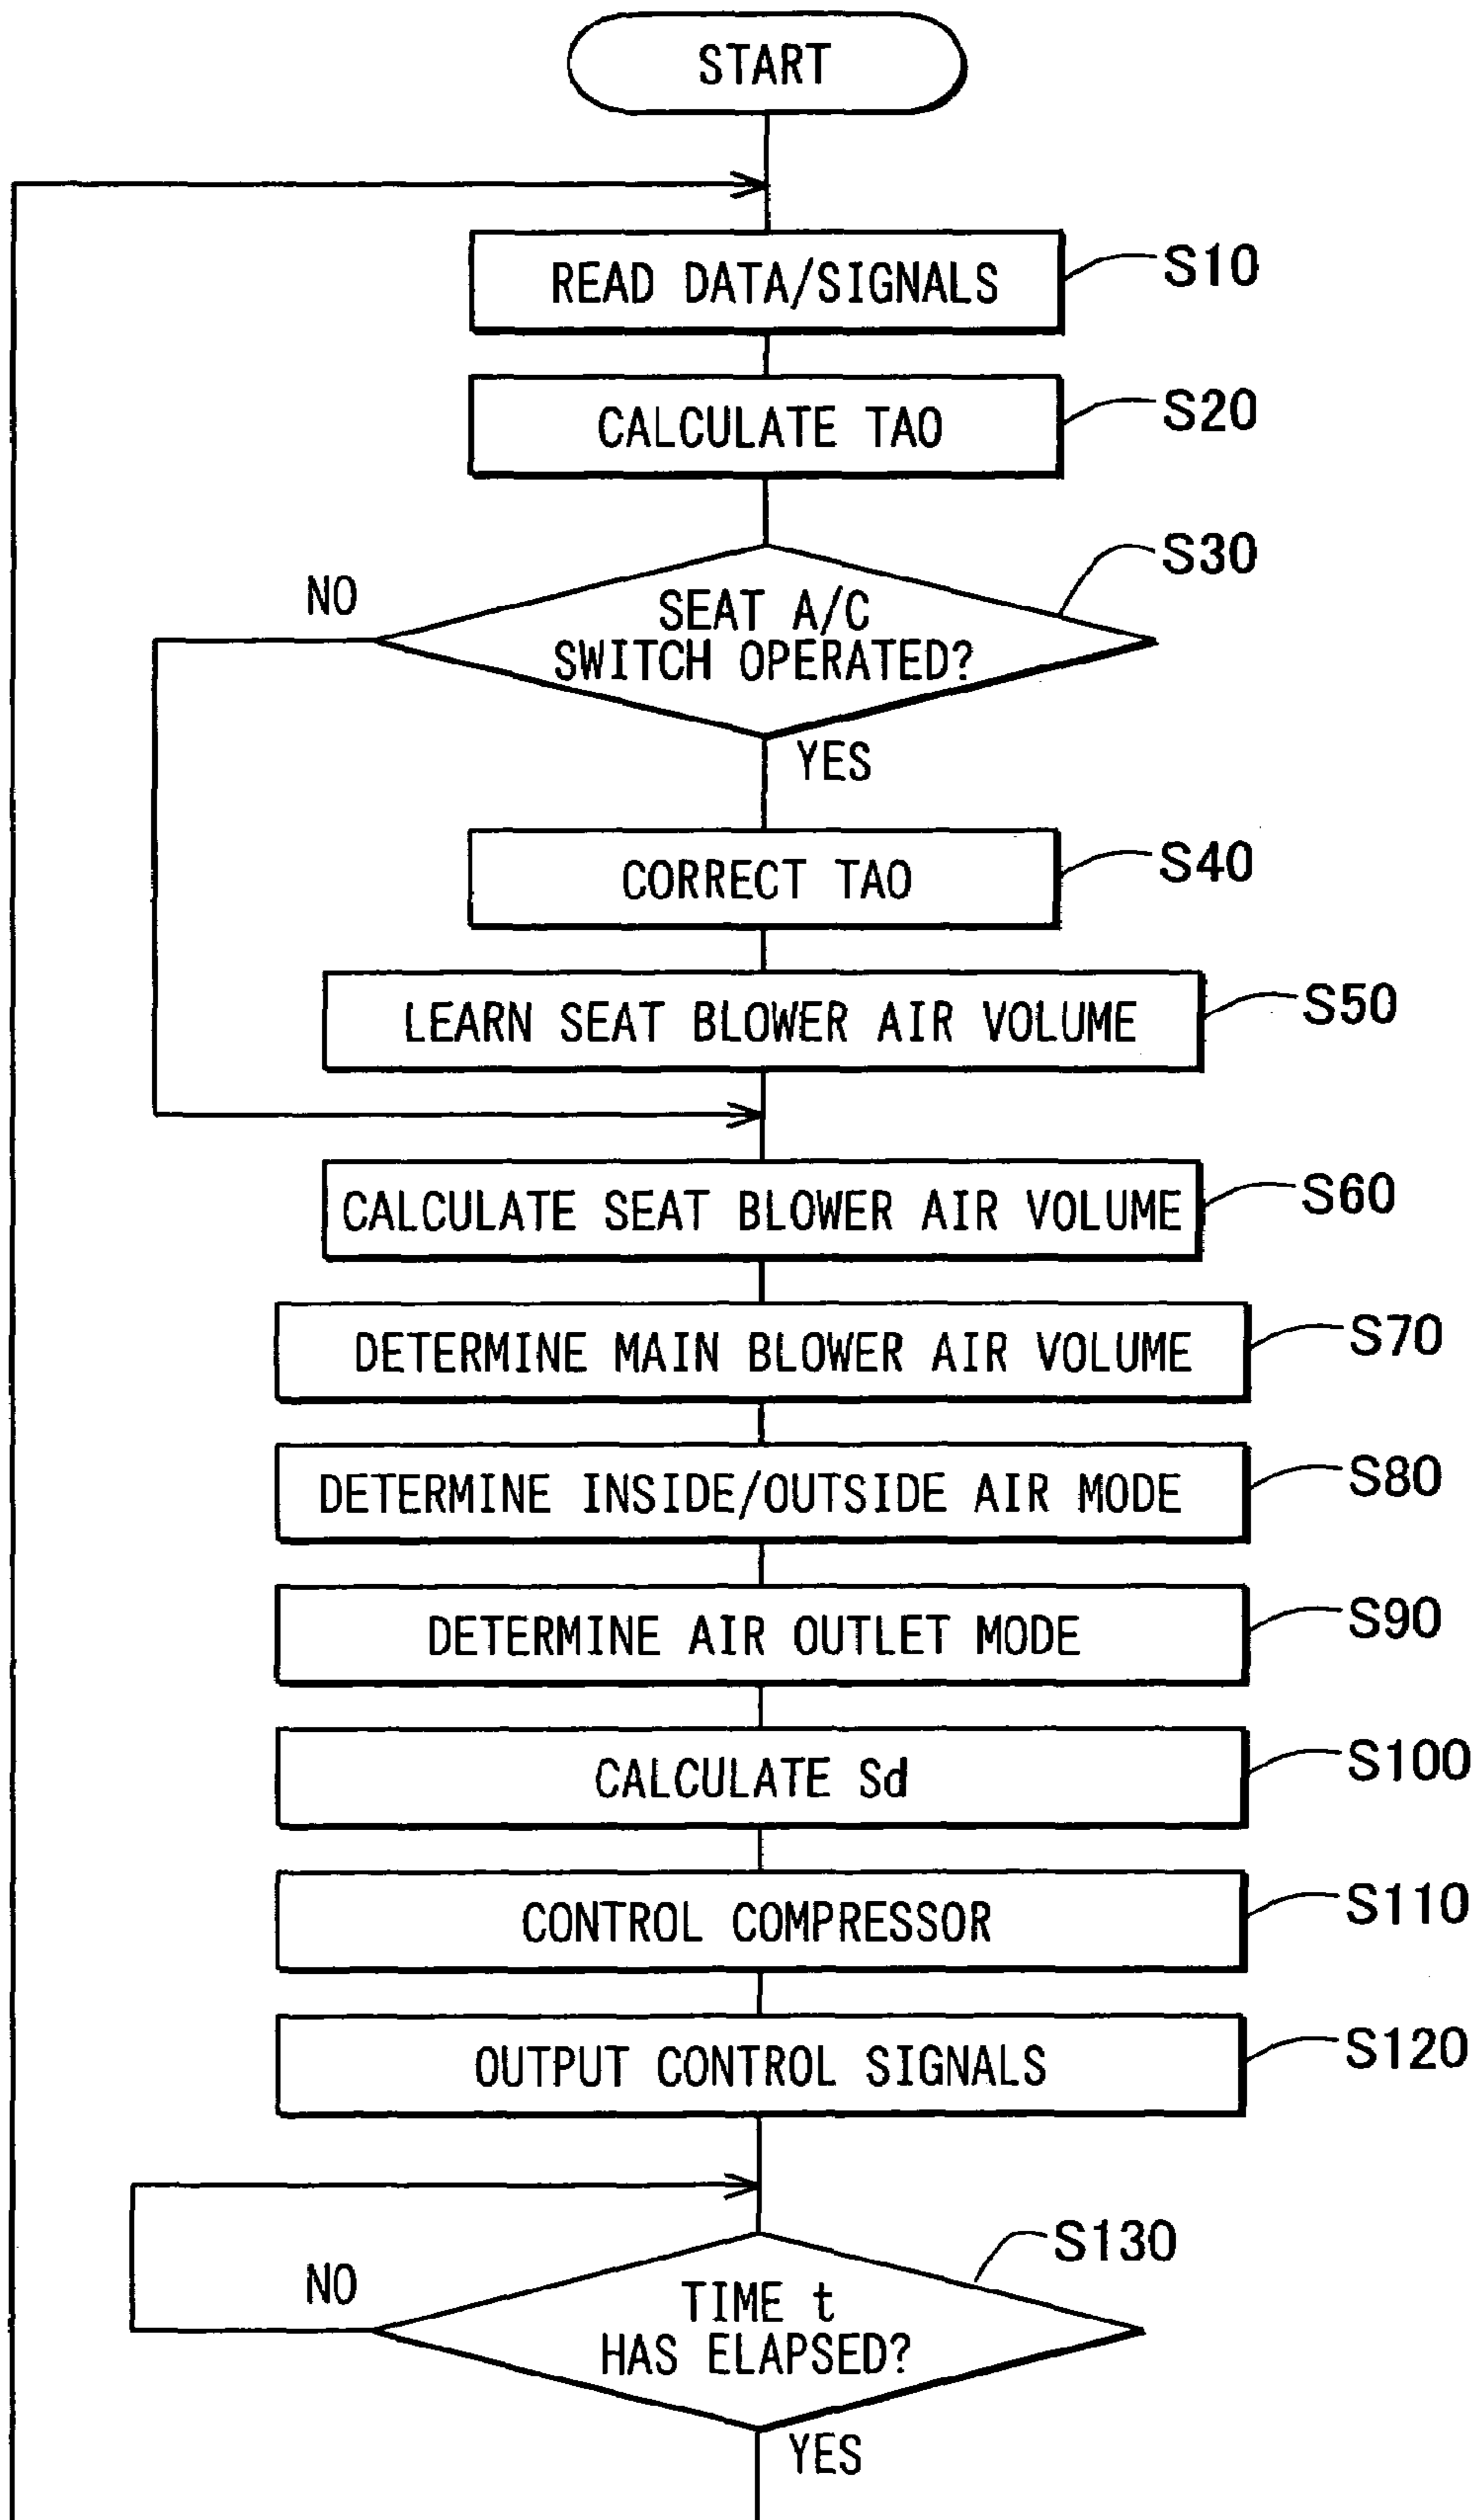 START
READ DATA/SIGNALS
S10
CALCULATE TAO
S20
S30
NO
SEAT A/C
SWITCH OPERATED?
YES
CORRECT TAO
S40
LEARN SEAT BLOWER AIR VOLUME
S50
CALCULATE SEAT BLOWER AIR VOLUME
S60
DETERMINE MAIN BLOWER AIR VOLUME
S70
DETERMINE INSIDE/OUTSIDE AIR MODE
S80
DETERMINE AIR OUTLET MODE
S90
CALCULATE Sd
S100
CONTROL COMPRESSOR
S110
OUTPUT CONTROL SIGNALS
S120
S130
NO
TIME t
HAS ELAPSED?
YES